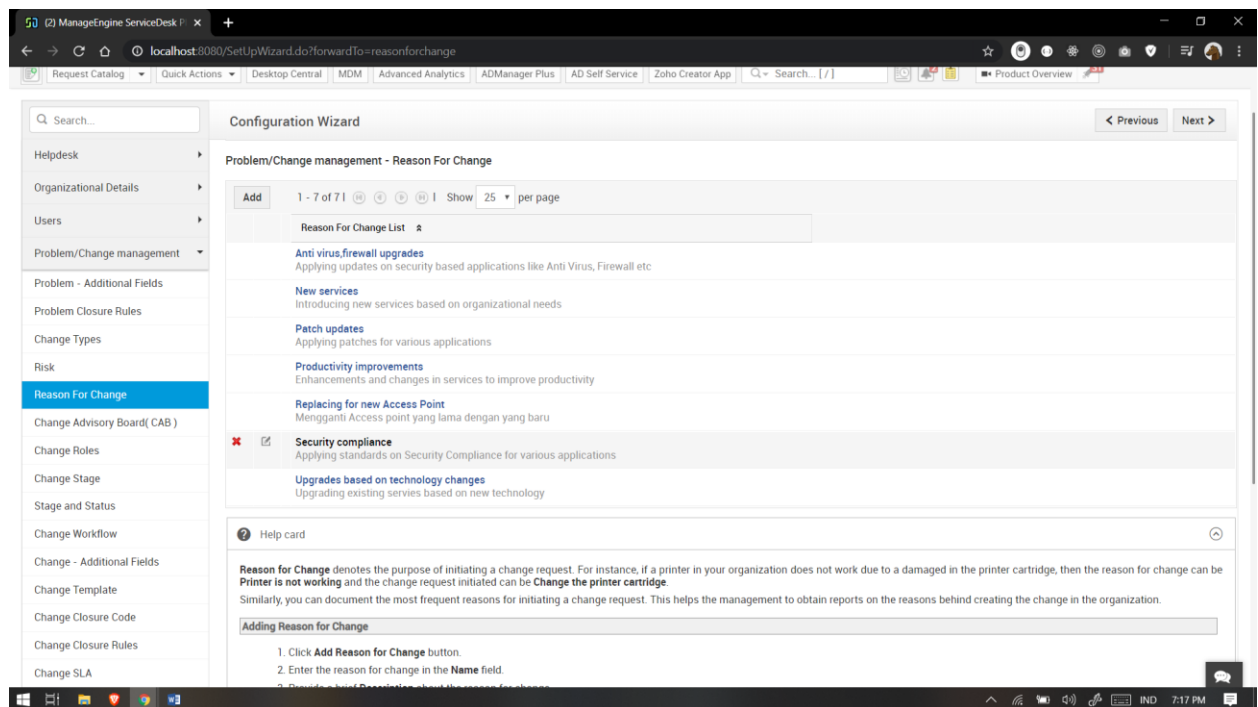 (2) ManageEngine ServiceDesk P
localhost:8080/SetUpWizard.do?forwardTo=reasonforchange
Request Catalog Quick Actions Desktop Central MDM Advanced Analytics ADManager Plus AD Self Service Zoho Creator App Search... [ / ] Product Overview
Search...
Configuration Wizard
Previous Next
Helpdesk
Organizational Details
Users
Problem/Change management
Problem - Additional Fields
Problem Closure Rules
Change Types
Risk
Reason For Change
Change Advisory Board( CAB )
Change Roles
Change Stage
Stage and Status
Change Workflow
Change - Additional Fields
Change Template
Change Closure Code
Change Closure Rules
Change SLA
Problem/Change management - Reason For Change
Add 1 - 7 of 7 | | Show 25 per page
Reason For Change List
Anti virus,firewall upgrades
Applying updates on security based applications like Anti Virus, Firewall etc
New services
Introducing new services based on organizational needs
Patch updates
Applying patches for various applications
Productivity improvements
Enhancements and changes in services to improve productivity
Replacing for new Access Point
Mengganti Access point yang lama dengan yang baru
Security compliance
Applying standards on Security Compliance for various applications
Upgrades based on technology changes
Upgrading existing servies based on new technology
Help card
Reason for Change denotes the purpose of initiating a change request. For instance, if a printer in your organization does not work due to a damaged in the printer cartridge, then the reason for change can be
Printer is not working and the change request initiated can be Change the printer cartridge.
Similarly, you can document the most frequent reasons for initiating a change request. This helps the management to obtain reports on the reasons behind creating the change in the organization.
Adding Reason for Change
1. Click Add Reason for Change button.
2. Enter the reason for change in the Name field.
3. Provide a brief Description about the reason for change.
IND 7:17 PM